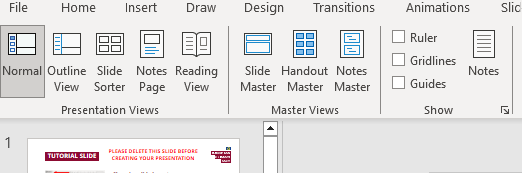 File Home Insert Draw Design Transitions Animations Slid
Normal Outline View Slide Sorter Notes Page Reading View Slide Master Handout Master Notes Master Ruler Gridlines Guides Notes
Presentation Views Master Views Show
1
TUTORIAL SLIDE
PLEASE DELETE THIS SLIDE BEFORE
CREATING YOUR PRESENTATION